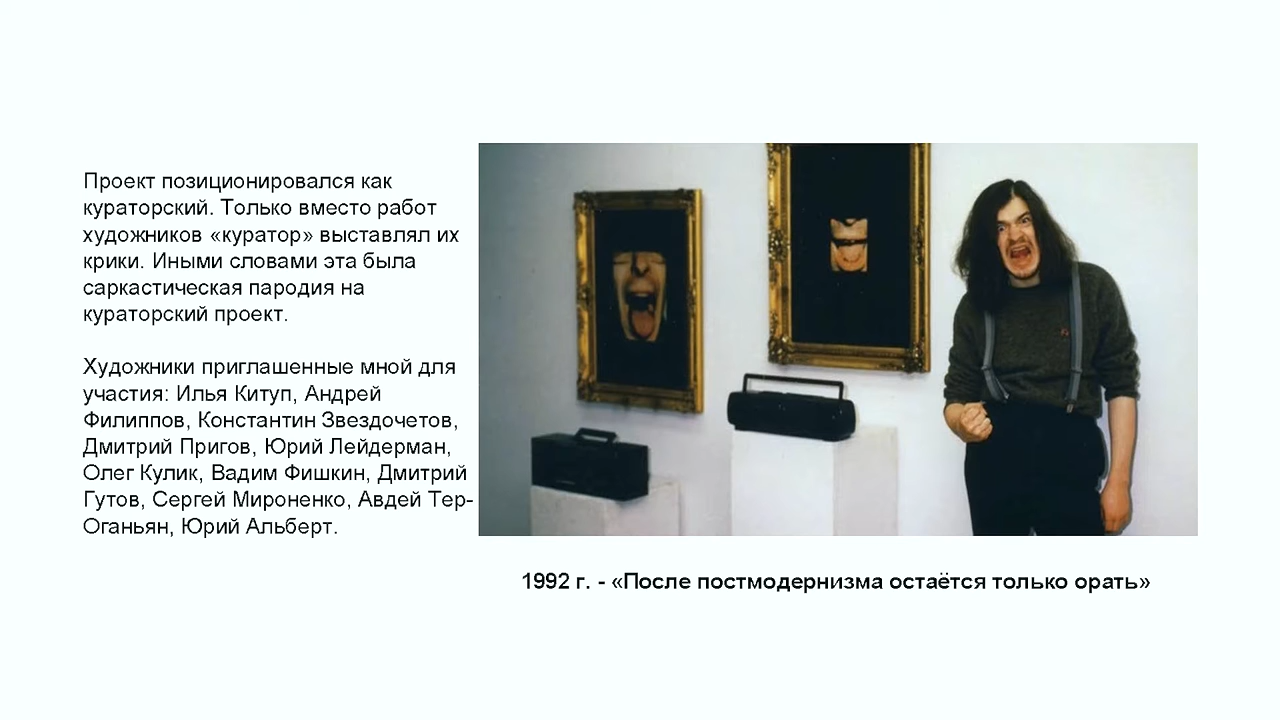 Проект позиционировался как
кураторский. Только вместо работ
художников «куратор» выставлял их
крики. Иными словами эта была
саркастическая пародия на
кураторский проект.
Художники приглашенные мной для
участия: Илья Китуп, Андрей
Филиппов, Константин Звездочетов,
Дмитрий Пригов, Юрий Лейдерман,
Олег Кулик, Вадим Фишкин, Дмитрий
Гутов, Сергей Мироненко, Авдей Тер-
Оганьян, Юрий Альберт.
1992 г. - «После постмодернизма остаётся только орать»